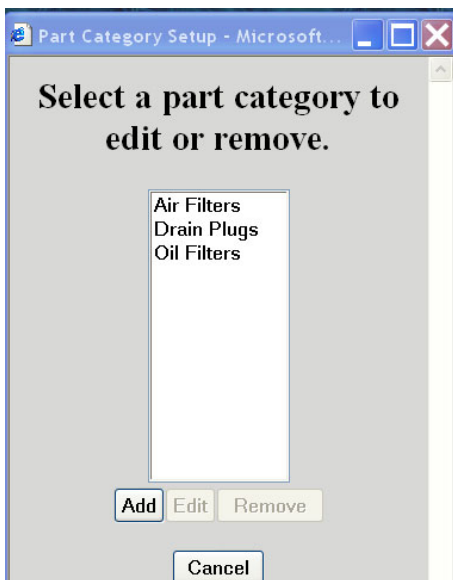 Part Category Setup - Microsoft...
Select a part category to
edit or remove.
Air Filters
Drain Plugs
Oil Filters
Add Edit Remove
Cancel